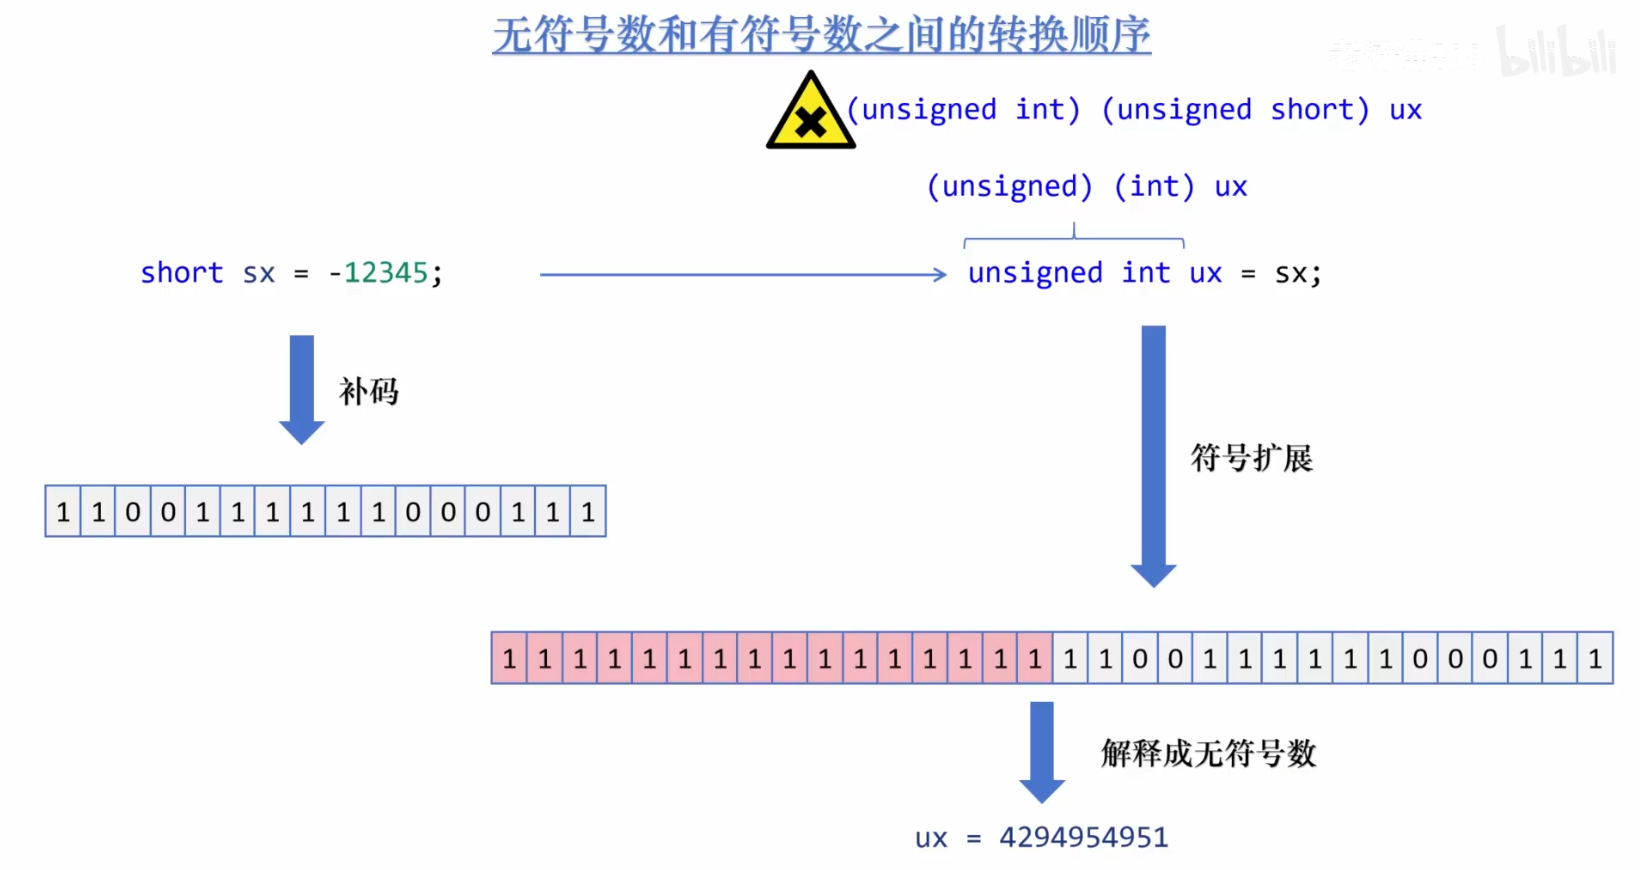 无符号数和有符号数之间的转换顺序
bilibili
(unsigned int) (unsigned short) ux
(unsigned) (int) ux
short sx = -12345;
unsigned int ux = sx;
补码
符号扩展
1 1 0 0 1 1 1 1 1 1 0 0 0 1 1 1
1 1 1 1 1 1 1 1 1 1 1 1 1 1 1 1 1 1 0 0 1 1 1 1 1 1 0 0 0 1 1 1
解释成无符号数
ux = 4294954951